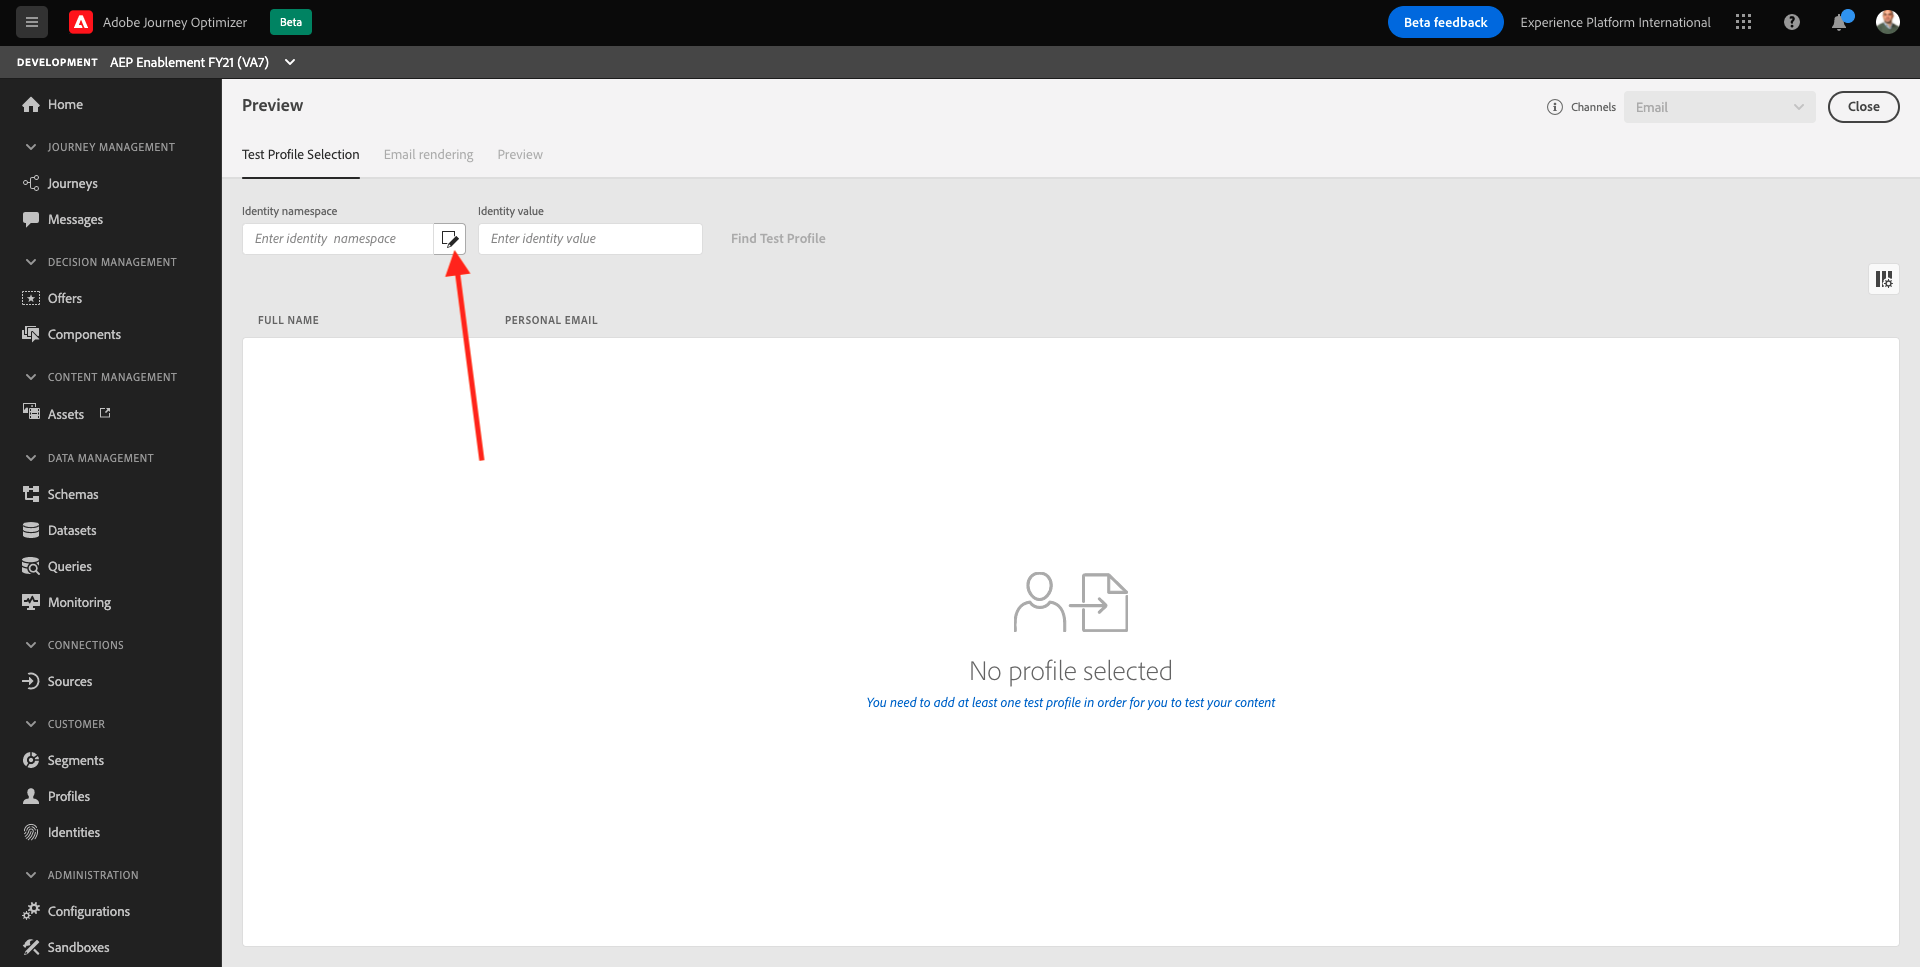 Adobe Journey Optimizer
Beta
Beta feedback
Experience Platform International
DEVELOPMENT
AEP Enablement FY21 (VA7)
Home
JOURNEY MANAGEMENT
Journeys
Messages
DECISION MANAGEMENT
Offers
Components
CONTENT MANAGEMENT
Assets
DATA MANAGEMENT
Schemas
Datasets
Queries
Monitoring
CONNECTIONS
Sources
CUSTOMER
Segments
Profiles
Identities
ADMINISTRATION
Configurations
Sandboxes
Preview
Channels
Email
Close
Test Profile Selection
Email rendering
Preview
Identity namespace
Identity value
Enter identity namespace
Enter identity value
Find Test Profile
FULL NAME
PERSONAL EMAIL
No profile selected
You need to add at least one test profile in order for you to test your content